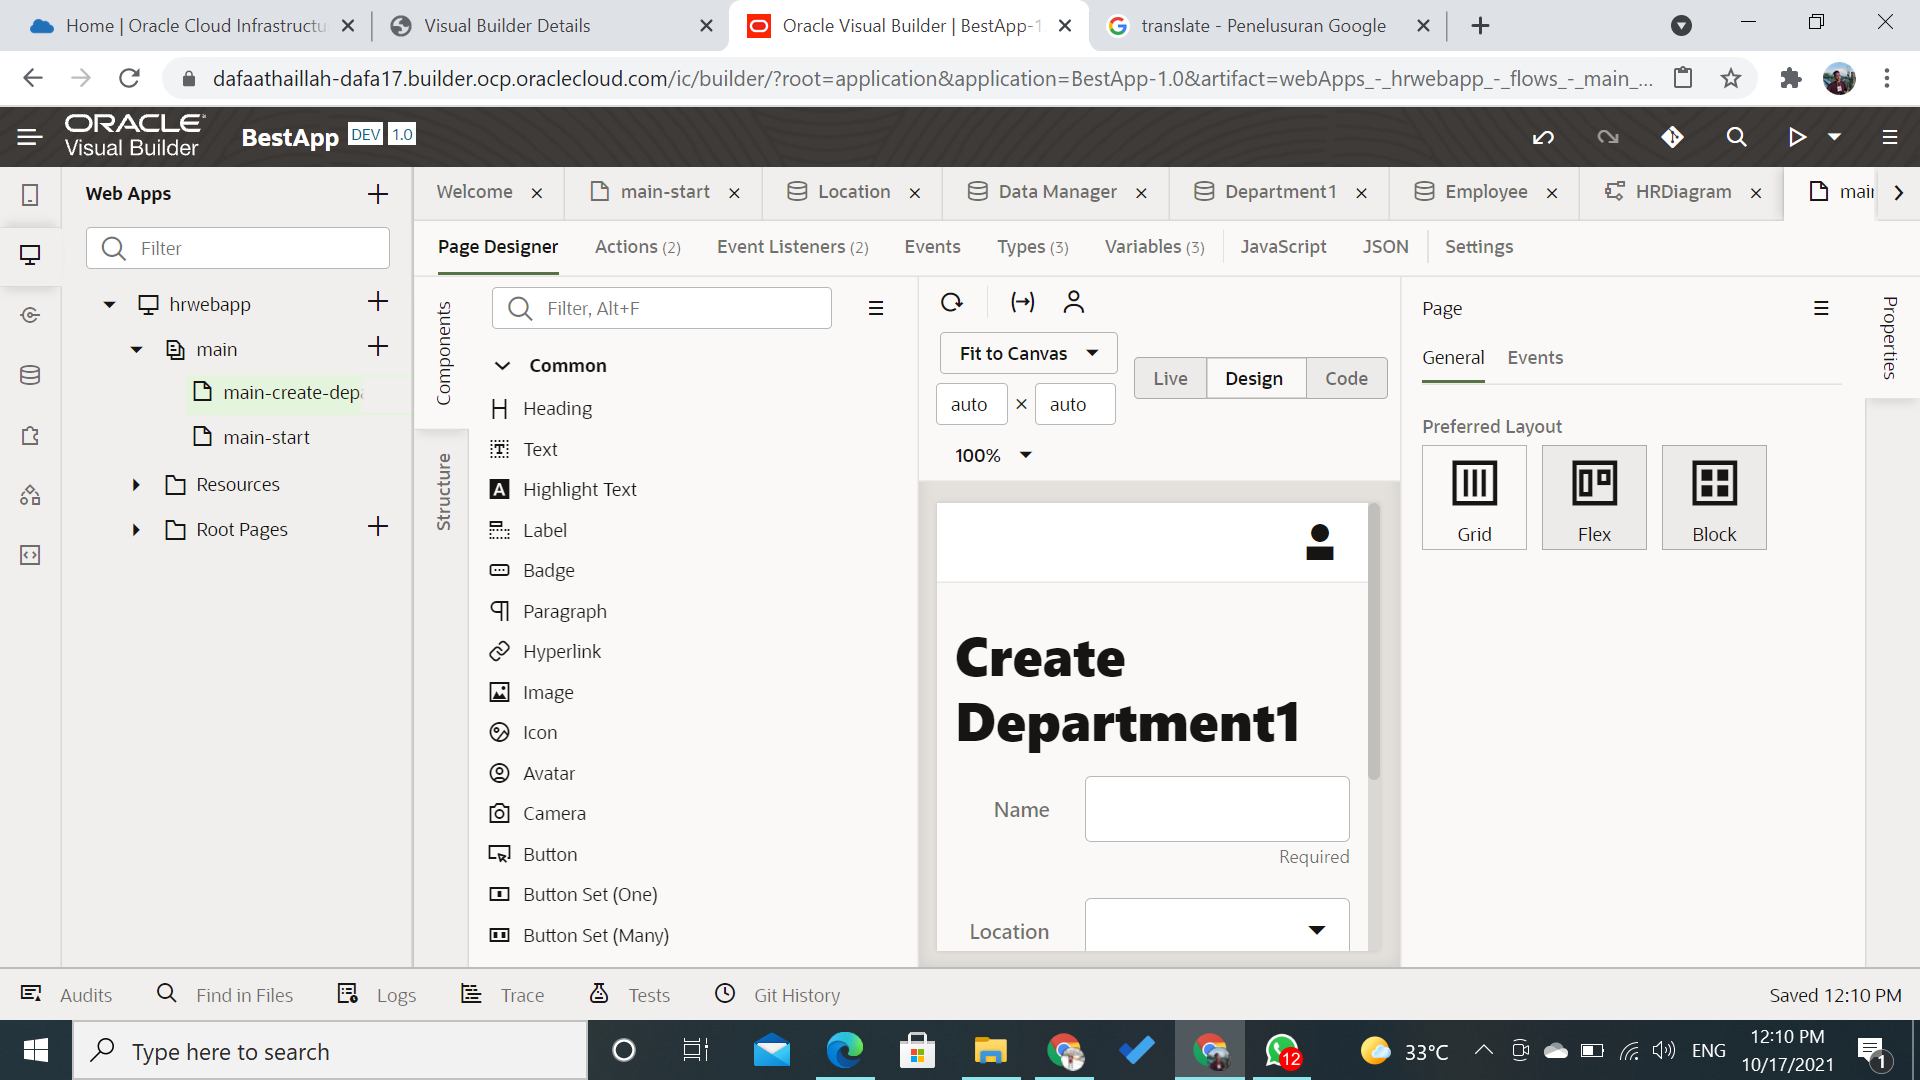 Home | Oracle Cloud Infrastructu
Visual Builder Details
Oracle Visual Builder | BestApp-1
translate - Penelusuran Google
dafaathaillah-dafa17.builder.ocp.oraclecloud.com/ic/builder/?root=application&application=BestApp-1.0&artifact=webApps_-_hrwebapp_-_flows_-_main_...
ORACLE
Visual Builder
BestApp DEV 1.0
Web Apps
Filter
hrwebapp
main
main-create-depa
main-start
Resources
Root Pages
Welcome
main-start
Location
Data Manager
Department1
Employee
HRDiagram
main
Page Designer
Actions (2)
Event Listeners (2)
Events
Types (3)
Variables (3)
JavaScript
JSON
Settings
Components
Structure
Filter, Alt+F
Common
Heading
Text
Highlight Text
Label
Badge
Paragraph
Hyperlink
Image
Icon
Avatar
Camera
Button
Button Set (One)
Button Set (Many)
Fit to Canvas
auto × auto
Live
Design
Code
100%
Create
Department1
Name
Required
Location
Page
General
Events
Preferred Layout
Grid
Flex
Block
Properties
Audits
Find in Files
Logs
Trace
Tests
Git History
Saved 12:10 PM
Type here to search
12
33°C
ENG
12:10 PM
10/17/2021
1